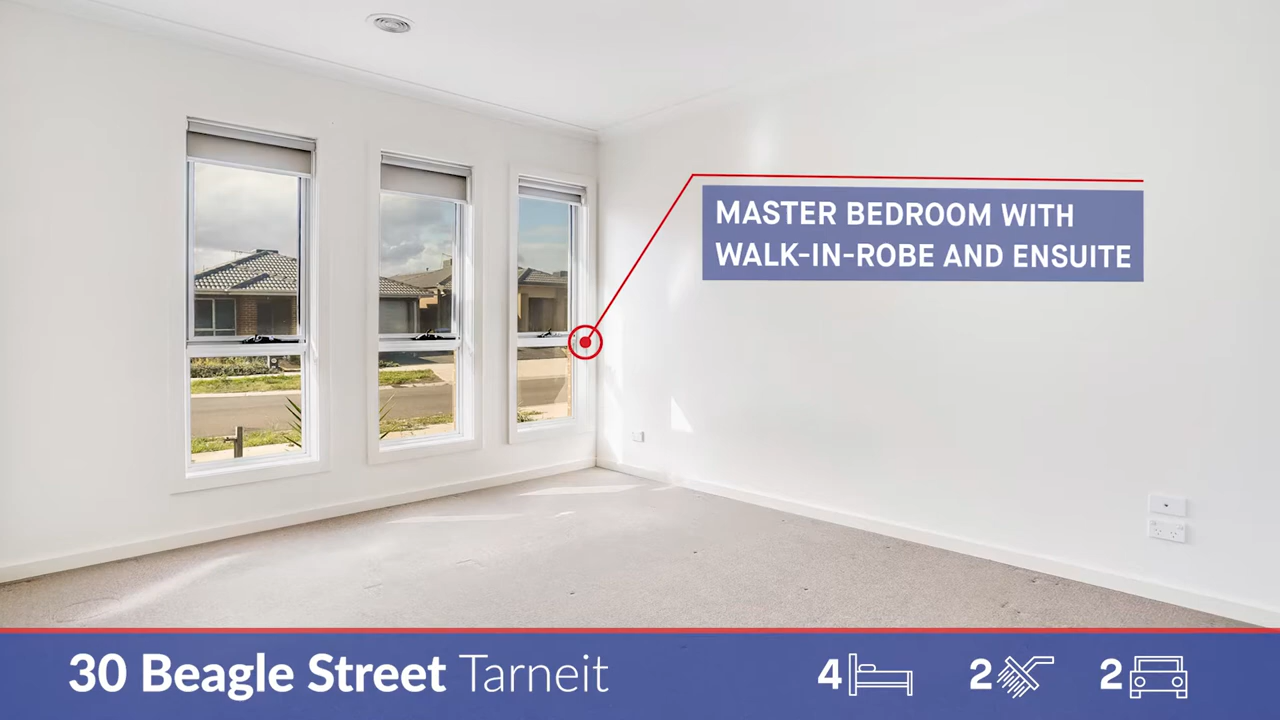 MASTER BEDROOM WITH
WALK-IN-ROBE AND ENSUITE
30 Beagle Street Tarneit
4 2 2